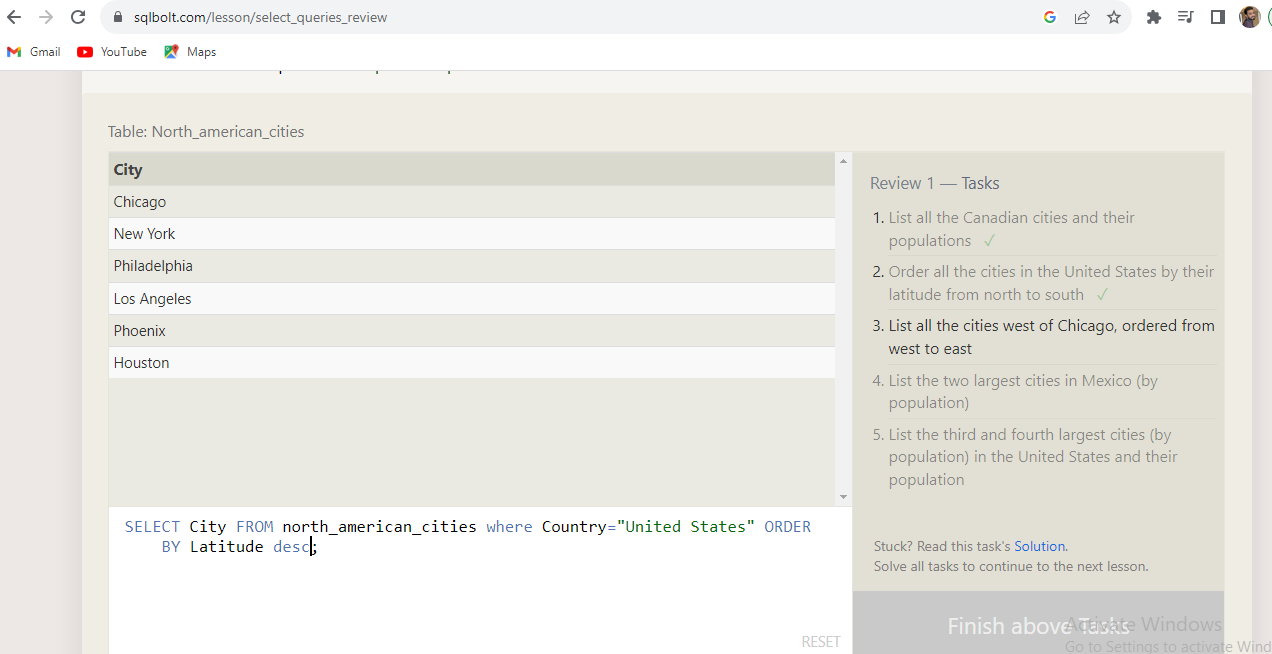 sqlbolt.com/lesson/select_queries_review
Gmail YouTube Maps
Table: North_american_cities
City
Chicago
New York
Philadelphia
Los Angeles
Phoenix
Houston
SELECT City FROM north_american_cities where Country="United States" ORDER
BY Latitude desc;
RESET
Review 1 — Tasks
1. List all the Canadian cities and their
populations ✓
2. Order all the cities in the United States by their
latitude from north to south ✓
3. List all the cities west of Chicago, ordered from
west to east
4. List the two largest cities in Mexico (by
population)
5. List the third and fourth largest cities (by
population) in the United States and their
population
Stuck? Read this task's Solution.
Solve all tasks to continue to the next lesson.
Finish above Tasks
Activate Windows
Go to Settings to activate Wind